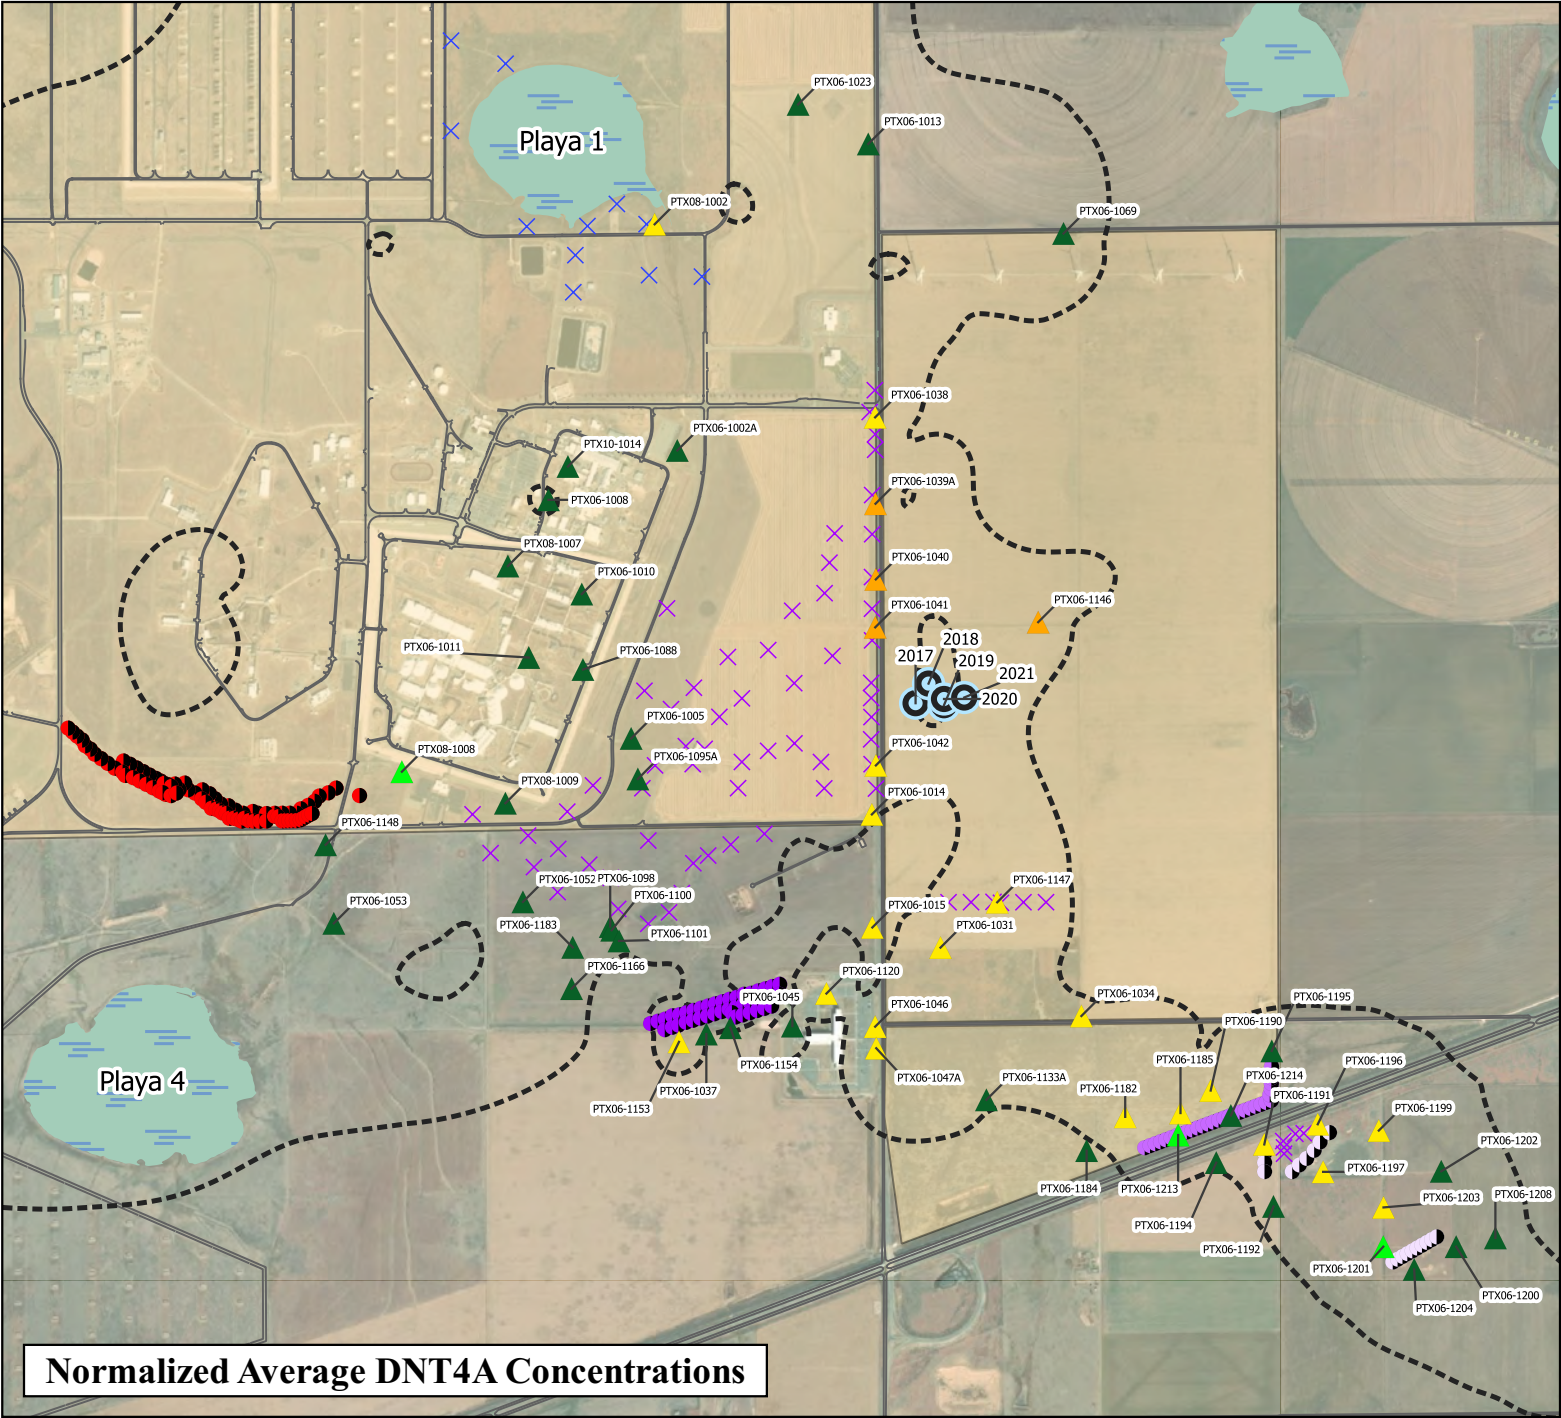 PTX06-1023
PTX06-1013
Playa 1
PTX08-1002
PTX06-1069
PTX06-1038
PTX06-1002A
PTX10-1014
PTX06-1039A
PTX06-1008
PTX08-1007
PTX06-1040
PTX06-1010
PTX06-1146
PTX06-1041
2018
PTX06-1011
PTX06-1088
2017
2019
2021
2020
PTX06-1005
PTX06-1042
PTX08-1008
PTX06-1095A
PTX08-1009
PTX06-1014
PTX06-1148
PTX06-1052
PTX06-1098
PTX06-1147
PTX06-1053
PTX06-1100
PTX06-1015
PTX06-1183
PTX06-1101
PTX06-1031
PTX06-1166
PTX06-1120
PTX06-1045
PTX06-1034
PTX06-1195
PTX06-1046
PTX06-1190
PTX06-1185
PTX06-1196
PTX06-1154
PTX06-1047A
PTX06-1133A
PTX06-1214
Playa 4
PTX06-1037
PTX06-1182
PTX06-1191
PTX06-1153
PTX06-1199
PTX06-1202
PTX06-1197
PTX06-1184
PTX06-1213
PTX06-1203
PTX06-1208
PTX06-1194
PTX06-1192
PTX06-1201
PTX06-1200
PTX06-1204
Normalized Average DNT4A Concentrations